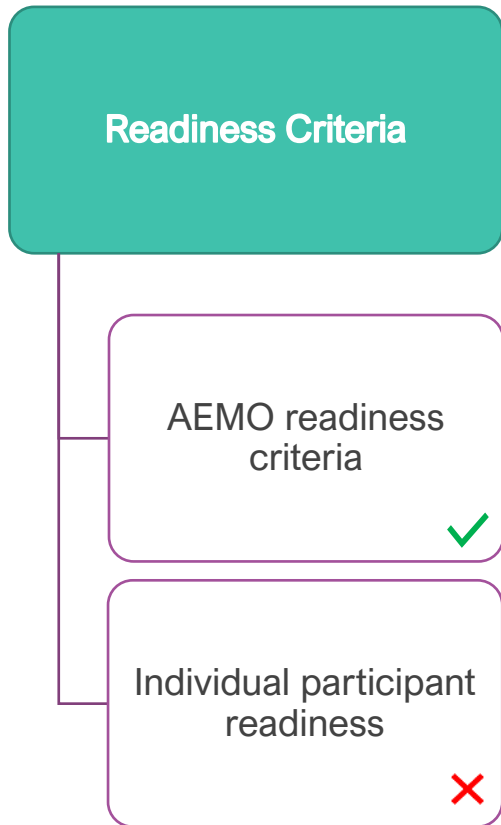 Readiness Criteria
AEMO readiness
criteria
Individual participant
readiness